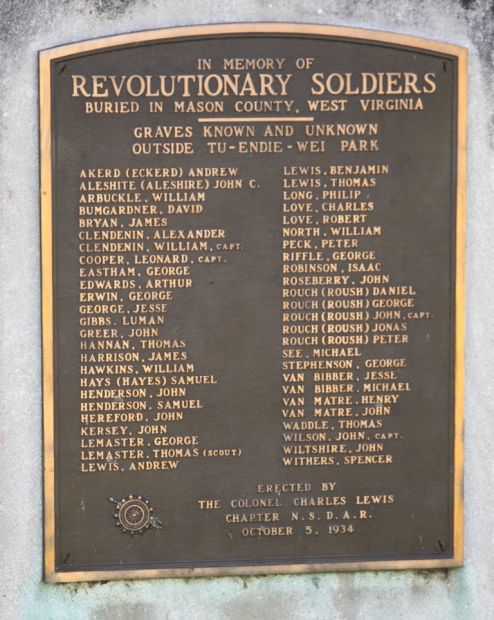 IN MEMORY OF
REVOLUTIONARY SOLDIERS
BURIED IN MASON COUNTY, WEST VIRGINIA
GRAVES KNOWN AND UNKNOWN
OUTSIDE TU-ENDIE-WEI PARK
AKERD (ECKERD) ANDREW
ALESHITE (ALESHIRE) JOHN C.
ARBUCKLE, WILLIAM
BUMGARDNER, DAVID
BRYAN, JAMES
CLENDENIN, ALEXANDER
CLENDENIN, WILLIAM, CAPT.
COOPER, LEONARD, CAPT.
EASTHAM, GEORGE
EDWARDS, ARTHUR
ERWIN, GEORGE
GEORGE, JESSE
GIBBS. LUMAN
GREER, JOHN
HANNAN, THOMAS
HARRISON, JAMES
HAWKINS, WILLIAM
HAYS (HAYES) SAMUEL
HENDERSON, JOHN
HENDERSON, SAMUEL
HEREFORD, JOHN
KERSEY, JOHN
LEMASTER, GEORGE
LEMASTER, THOMAS (SCOUT)
LEWIS, ANDREW
LEWIS, BENJAMIN
LEWIS, THOMAS
LONG, PHILIP
LOVE, CHARLES
LOVE, ROBERT
NORTH, WILLIAM
PECK, PETER
RIFFLE, GEORGE
ROBINSON, ISAAC
ROSEBERRY, JOHN
ROUCH (ROUSH) DANIEL
ROUCH (ROUSH) GEORGE
ROUCH (ROUSH) JOHN, CAPT.
ROUCH (ROUSH) JONAS
ROUCH (ROUSH) PETER
SEE, MICHAEL
STEPHENSON, GEORGE
VAN BIBBER, JESSE
VAN BIBBER, MICHAEL
VAN MATRE, HENRY
VAN MATRE, JOHN
WADDLE, THOMAS
WILSON, JOHN, CAPT.
WILTSHIRE, JOHN
WITHERS, SPENCER
ERECTED BY
THE COLONEL CHARLES LEWIS
CHAPTER N.S.D.A.R.
OCTOBER 5, 1934